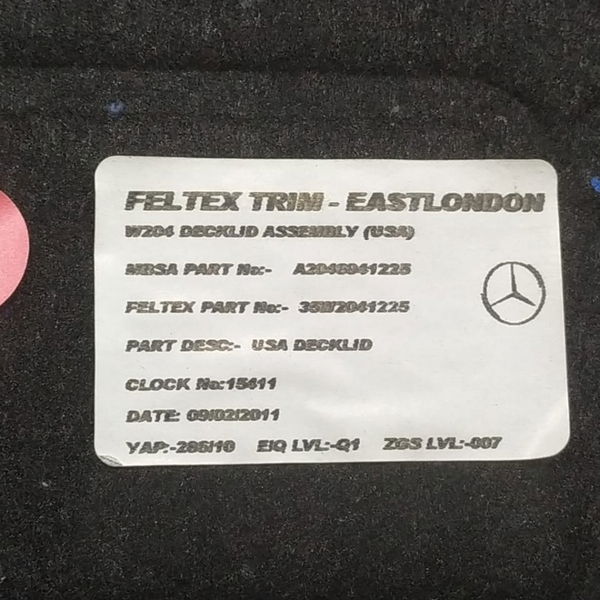 FELTEX TRIM - EASTLONDON
W204 DECKLID ASSEMBLY (USA)
MBSA PART No:- A2046941225
FELTEX PART No:- 35W2041225
PART DESC:- USA DECKLID
CLOCK No:15411
DATE: 09/02/2011
YAP:-286/10 E/Q LVL:-Q1 ZGS LVL:-007